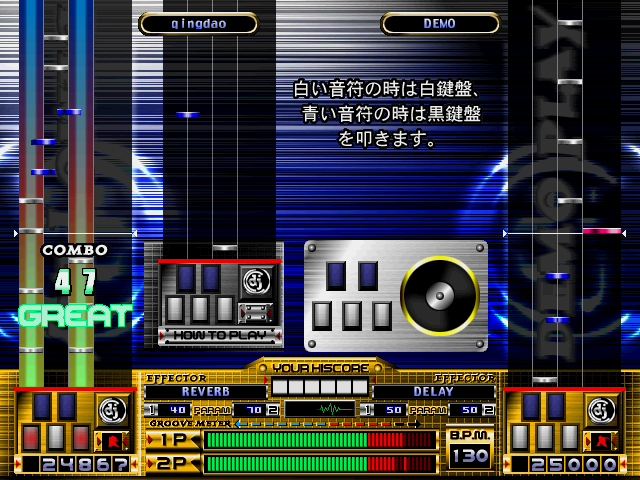 qingdao
DEMO
白い音符の時は白鍵盤、
青い音符の時は黒鍵盤
を叩きます。
DEMO PLAY
COMBO
47
GREAT
HOW TO PLAY
YOUR HISCORE
EFFECTOR
EFFECTOR
REVERB
DELAY
1 40 PARAM 70 2
1 50 PARAM 50 2
GROOVE METER
1P
2P
B.P.M.
130
24867
25000